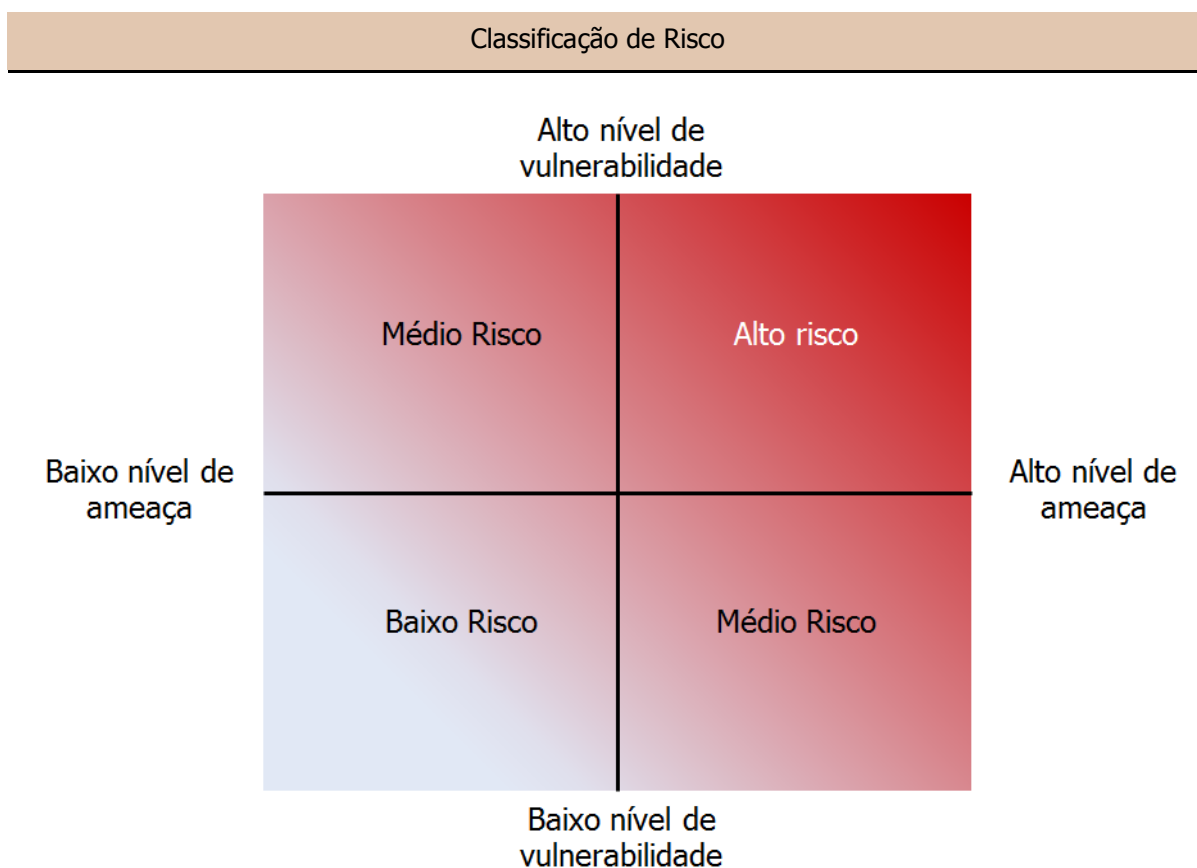 Classificação de Risco
Alto nível de
vulnerabilidade
Médio Risco
Alto risco
Baixo nível de
ameaça
Alto nível de
ameaça
Baixo Risco
Médio Risco
Baixo nível de
vulnerabilidade